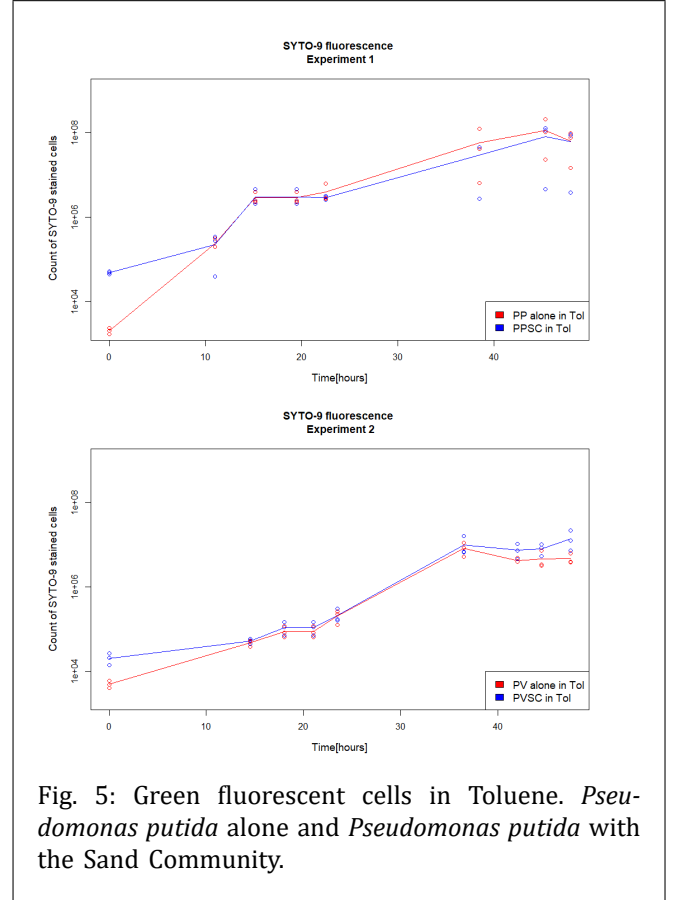 SYTO-9 fluorescence
Experiment 1
Count of SYTO-9 stained cells
1e+08
1e+06
1e+04
PP alone in Tol
PPSC in Tol
0 10 20 30 40
Time[hours]
SYTO-9 fluorescence
Experiment 2
Count of SYTO-9 stained cells
1e+08
1e+06
1e+04
PV alone in Tol
PVSC in Tol
0 10 20 30 40
Time[hours]
Fig. 5: Green fluorescent cells in Toluene. Pseu-
domonas putida alone and Pseudomonas putida with
the Sand Community.